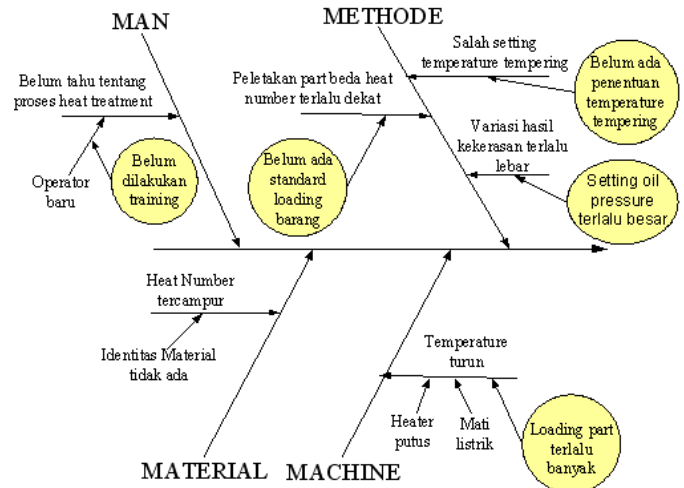 MAN
METHODE
Belum tahu tentang
proses heat treatment
Operator
baru
Belum
dilakukan
training
Peletakan part beda heat
number terlalu dekat
Belum ada
standard
loading
barang
Salah setting
temperature tempering
Belum ada
penentuan
temperature
tempering
Variasi hasil
kekerasan terlalu
lebar
Setting oil
pressure
terlalu besar
Heat Number
tercampur
Identitas Material
tidak ada
Temperature
turun
Heater
putus
Mati
listrik
Loading part
terlalu
banyak
MATERIAL
MACHINE